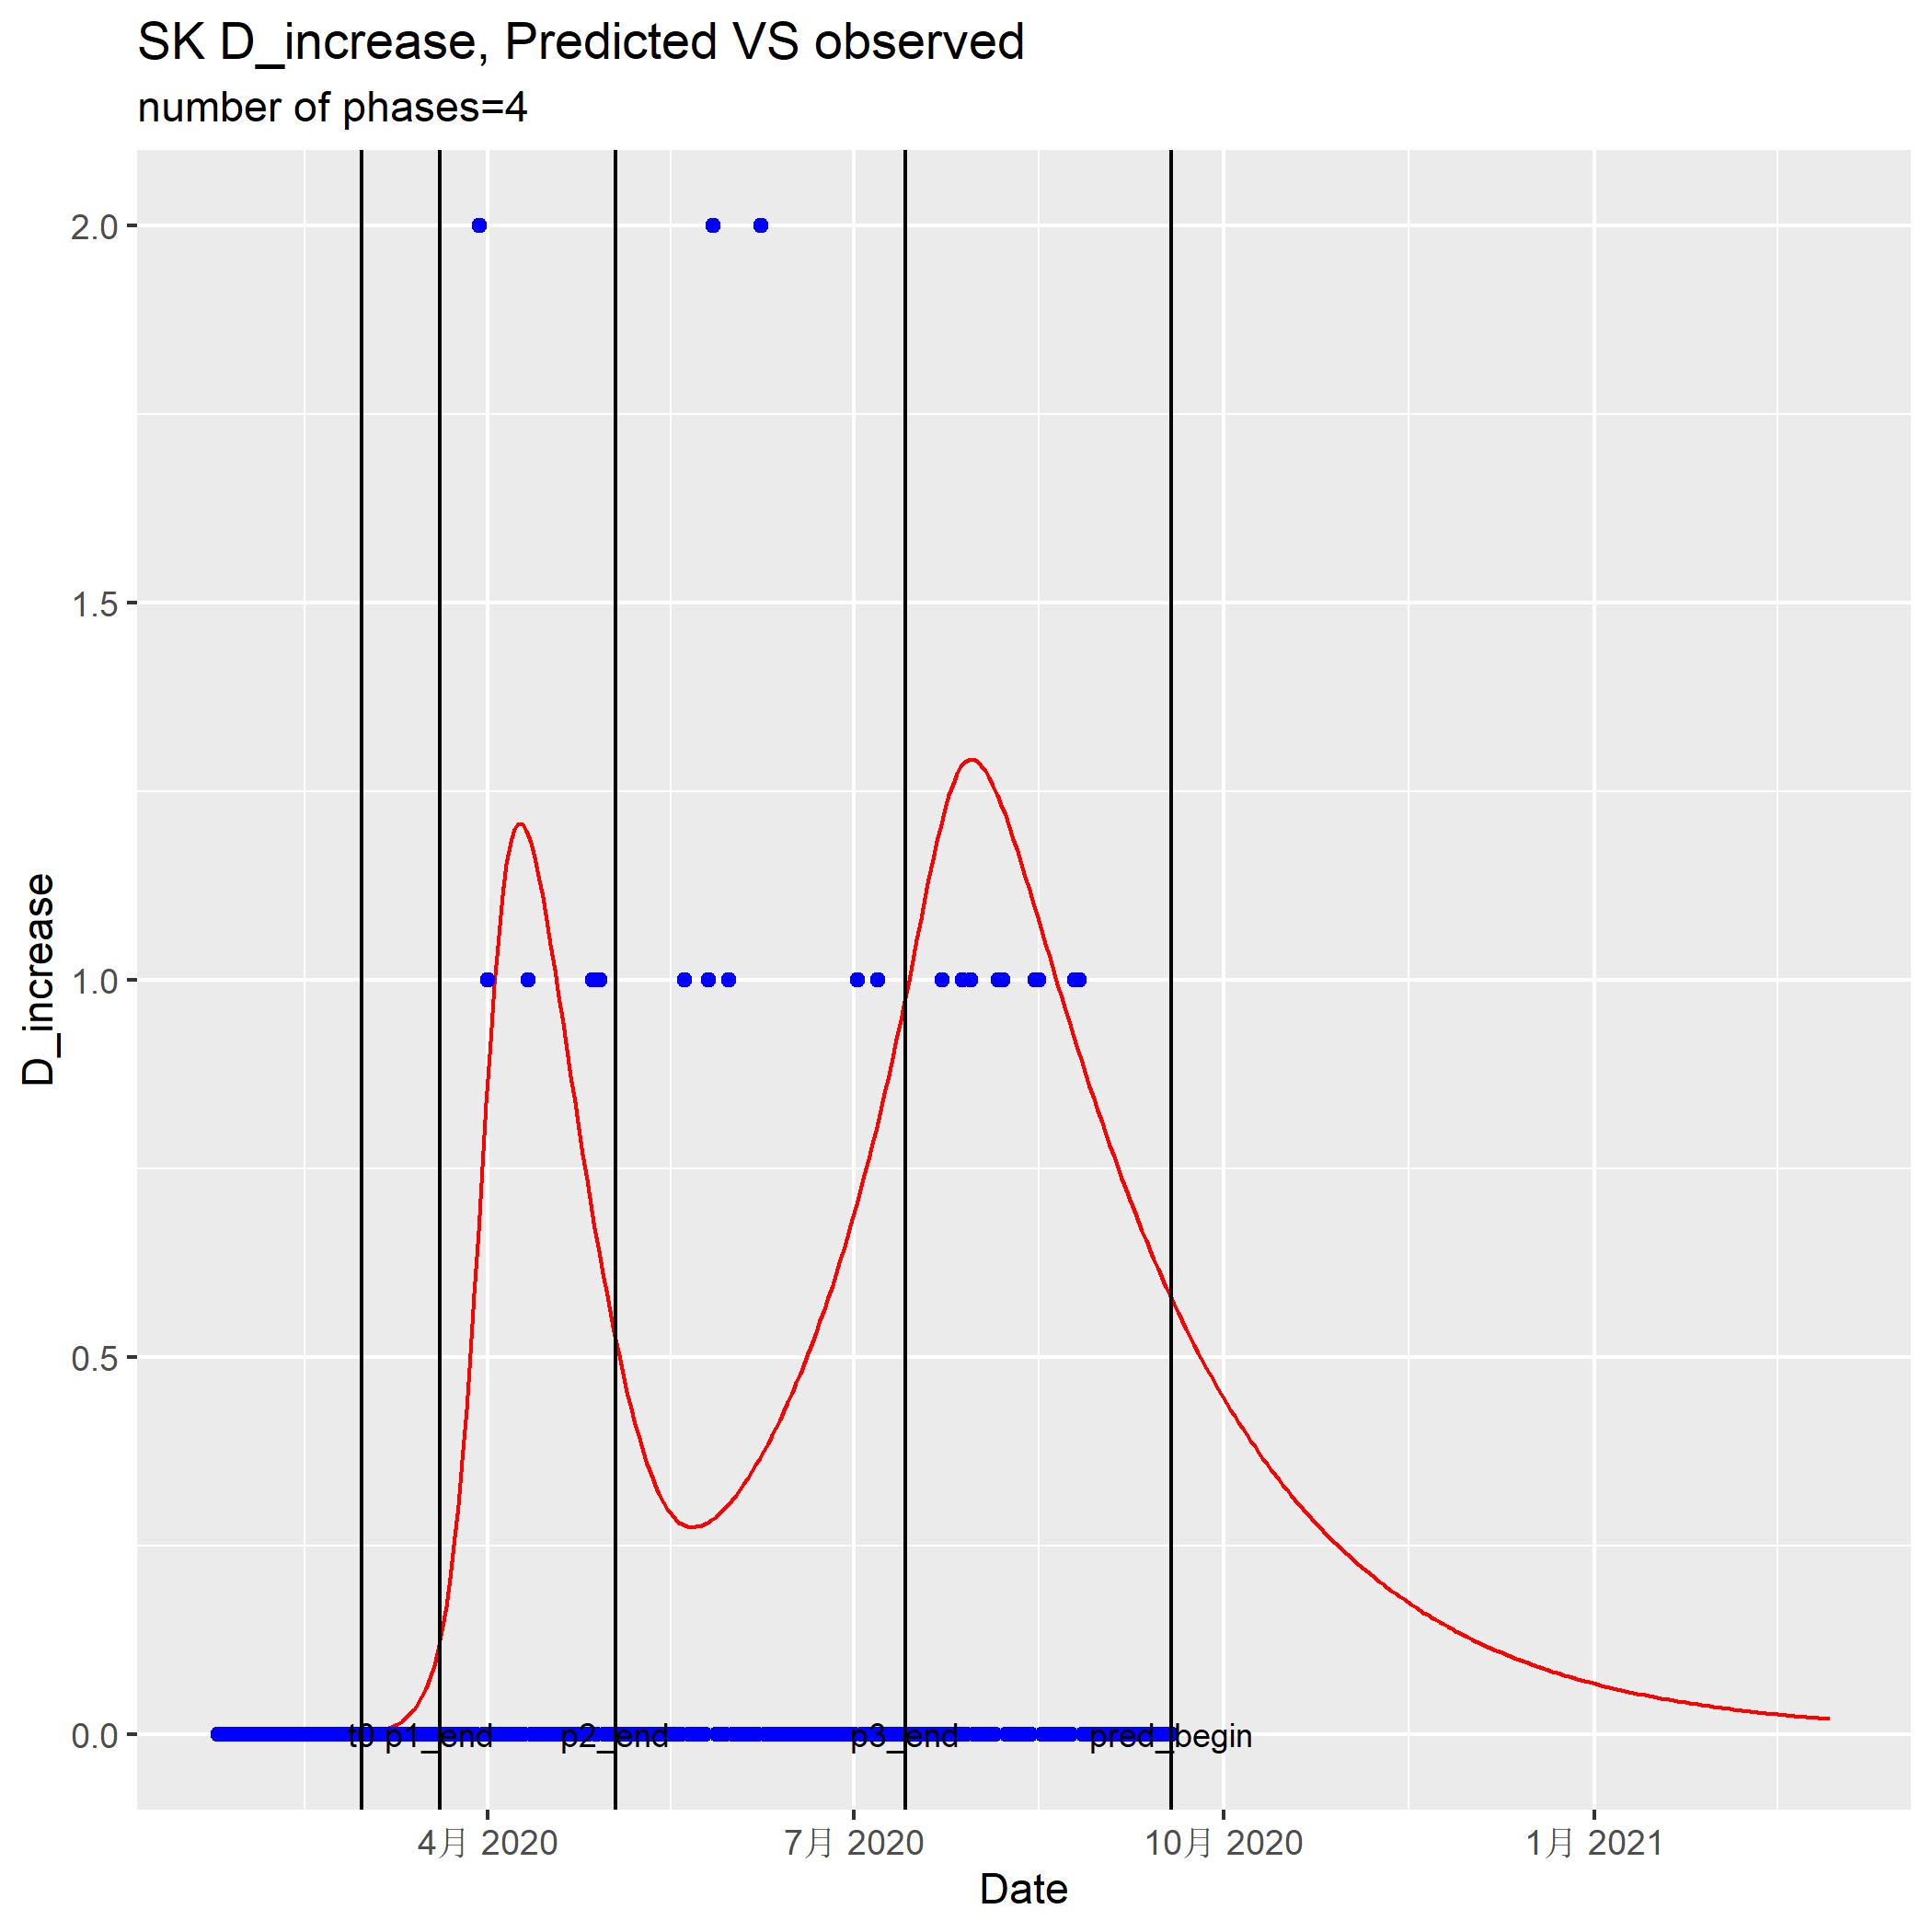 SK D_increase, Predicted VS observed
number of phases=4
D_increase
2.0
1.5
1.0
0.5
0.0
t0 p1_end p2_end p3_end pred_begin
4月 2020 7月 2020 10月 2020 1月 2021
Date